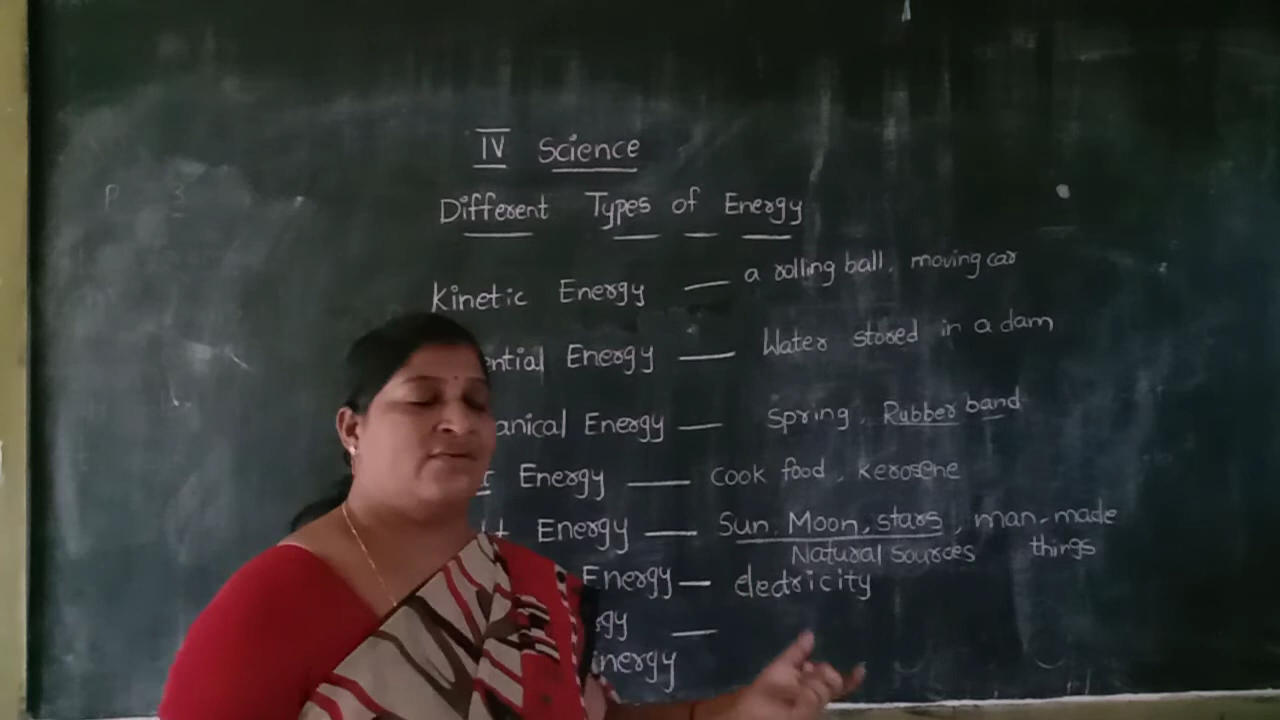 IV Science
Different Types of Energy
Kinetic Energy — a rolling ball, moving car
ential Energy — Water stored in a dam
anical Energy — Spring, Rubber band
Energy — cook food, kerosene
Energy — Sun, Moon, stars, man-made things
Natural sources
Energy — electricity
gy —
nergy